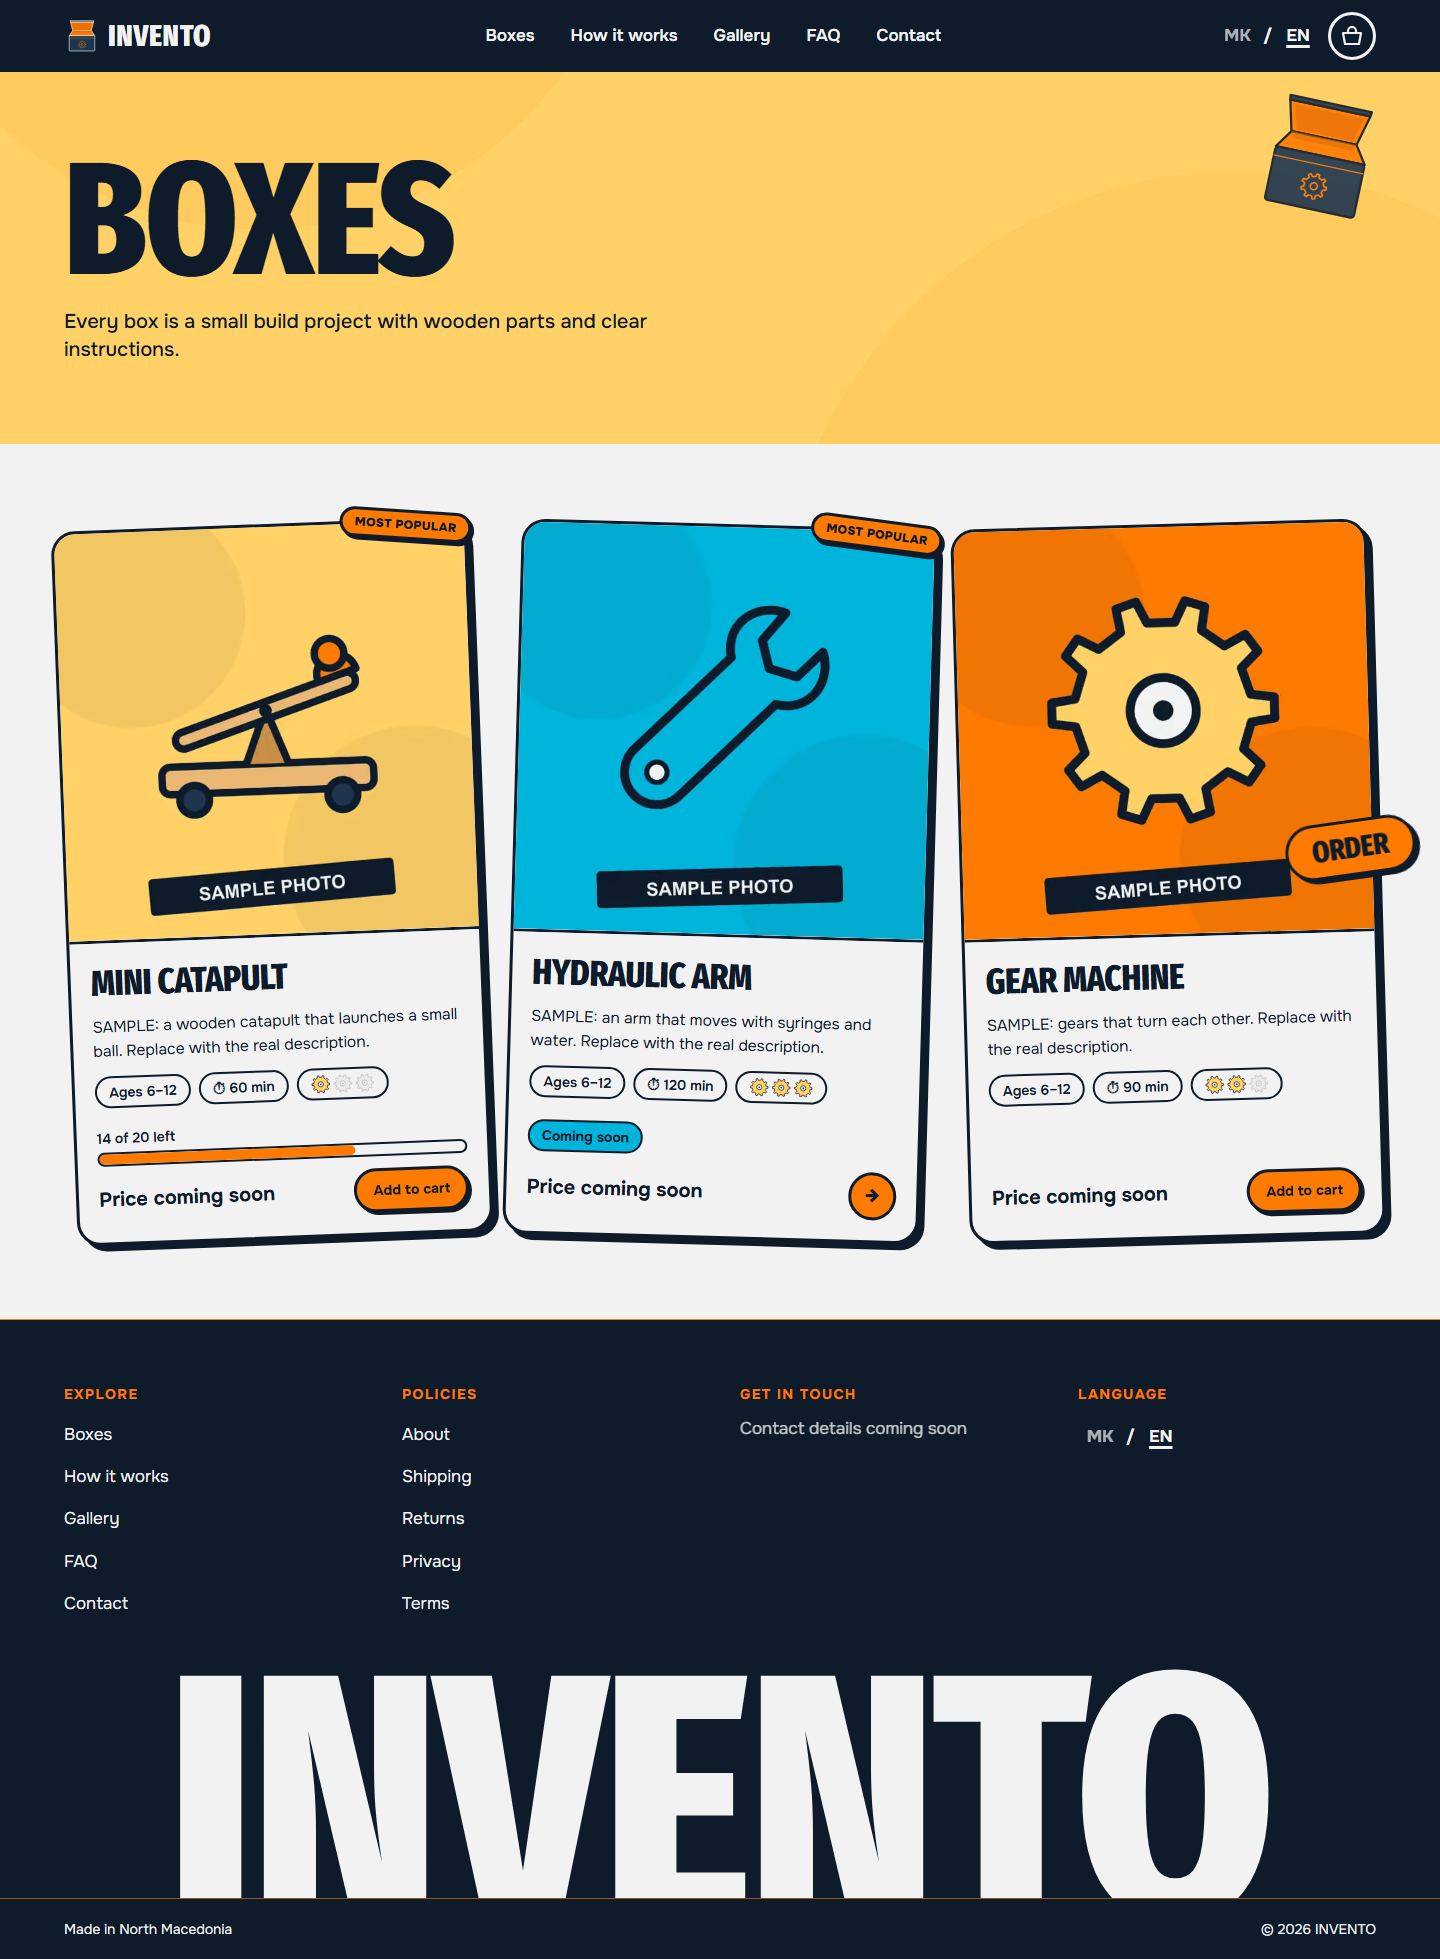 INVENTO
Boxes How it works Gallery FAQ Contact
MK / EN
BOXES
Every box is a small build project with wooden parts and clear
instructions.
MOST POPULAR
SAMPLE PHOTO
MINI CATAPULT
SAMPLE: a wooden catapult that launches a small
ball. Replace with the real description.
Ages 6–12
60 min
14 of 20 left
Price coming soon
Add to cart
MOST POPULAR
SAMPLE PHOTO
HYDRAULIC ARM
SAMPLE: an arm that moves with syringes and
water. Replace with the real description.
Ages 6–12
120 min
Coming soon
Price coming soon
SAMPLE PHOTO
ORDER
GEAR MACHINE
SAMPLE: gears that turn each other. Replace with
the real description.
Ages 6–12
90 min
Price coming soon
Add to cart
EXPLORE
Boxes
How it works
Gallery
FAQ
Contact
POLICIES
About
Shipping
Returns
Privacy
Terms
GET IN TOUCH
Contact details coming soon
LANGUAGE
MK / EN
INVENTO
Made in North Macedonia
© 2026 INVENTO